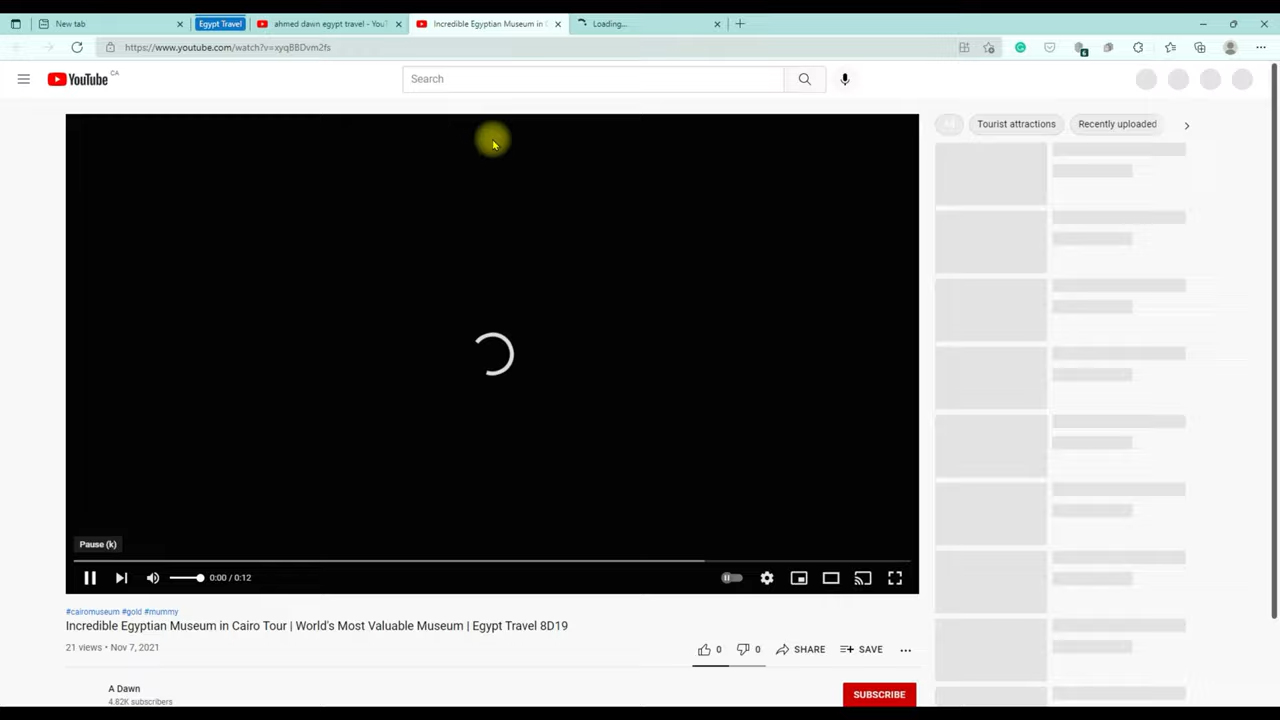 New tab
Egypt Travel
ahmed dawn egypt travel - YouT
Incredible Egyptian Museum in C
Loading...
https://www.youtube.com/watch?v=xyqBBDvm2fs
6
YouTube CA
Search
All
Tourist attractions
Recently uploaded
Pause (k)
0:00 / 0:12
#cairomuseum #gold #mummy
Incredible Egyptian Museum in Cairo Tour | World's Most Valuable Museum | Egypt Travel 8D19
21 views • Nov 7, 2021
0
0
SHARE
SAVE
A Dawn
4.82K subscribers
SUBSCRIBE